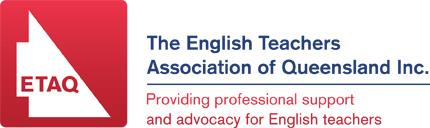 ETAQ
The English Teachers
Association of Queensland Inc.
Providing professional support
and advocacy for English teachers